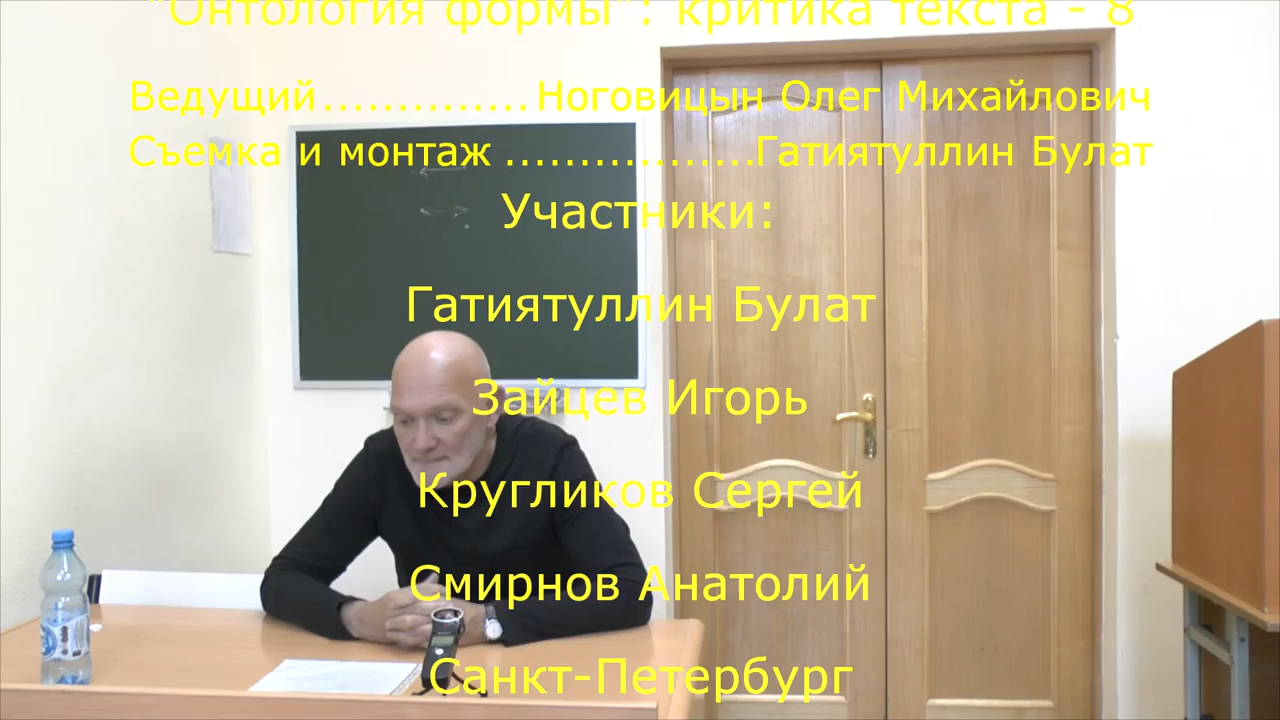 "Онтология формы": критика текста - 8
Ведущий.............. Ноговицын Олег Михайлович
Съемка и монтаж .................Гатиятуллин Булат
Участники:
Гатиятуллин Булат
Зайцев Игорь
Кругликов Сергей
Смирнов Анатолий
Санкт-Петербург